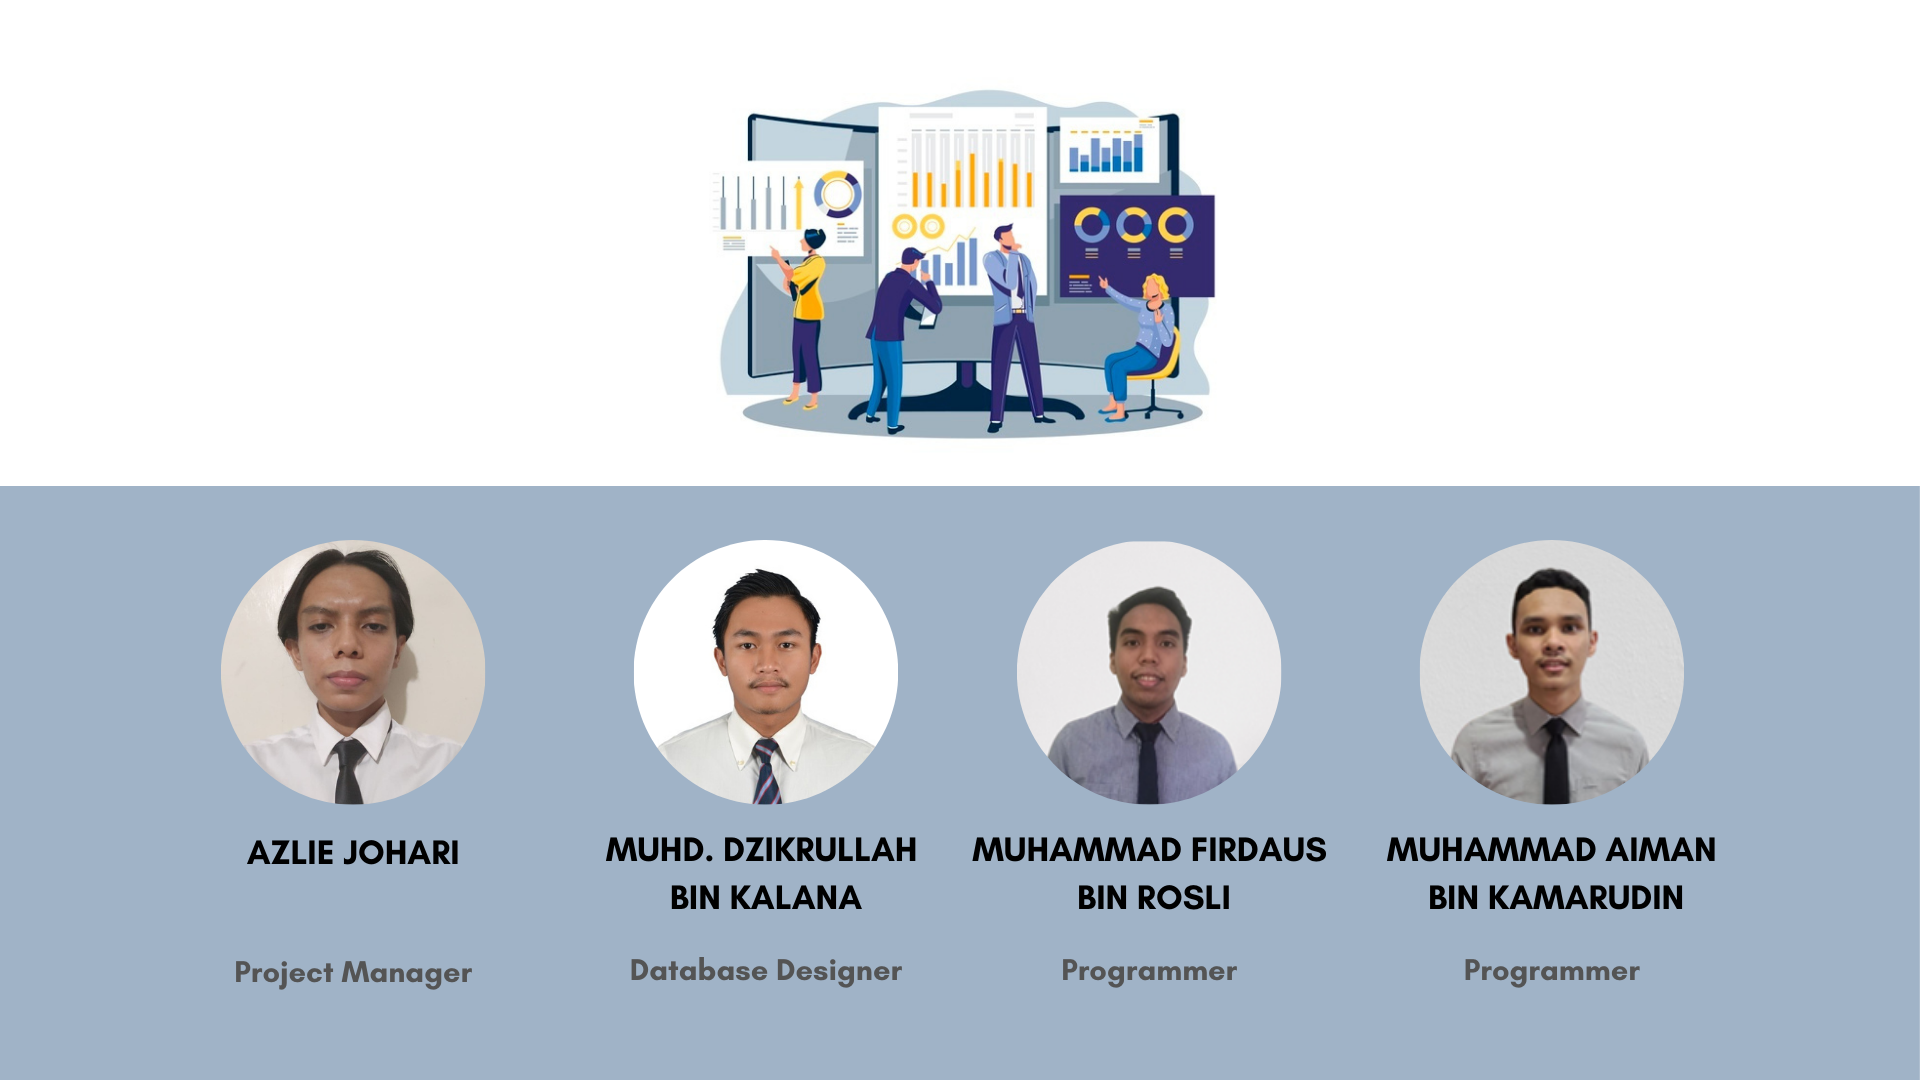 AZLIE JOHARI
MUHD. DZIKRULLAH
BIN KALANA
MUHAMMAD FIRDAUS
BIN ROSLI
MUHAMMAD AIMAN
BIN KAMARUDIN
Project Manager
Database Designer
Programmer
Programmer